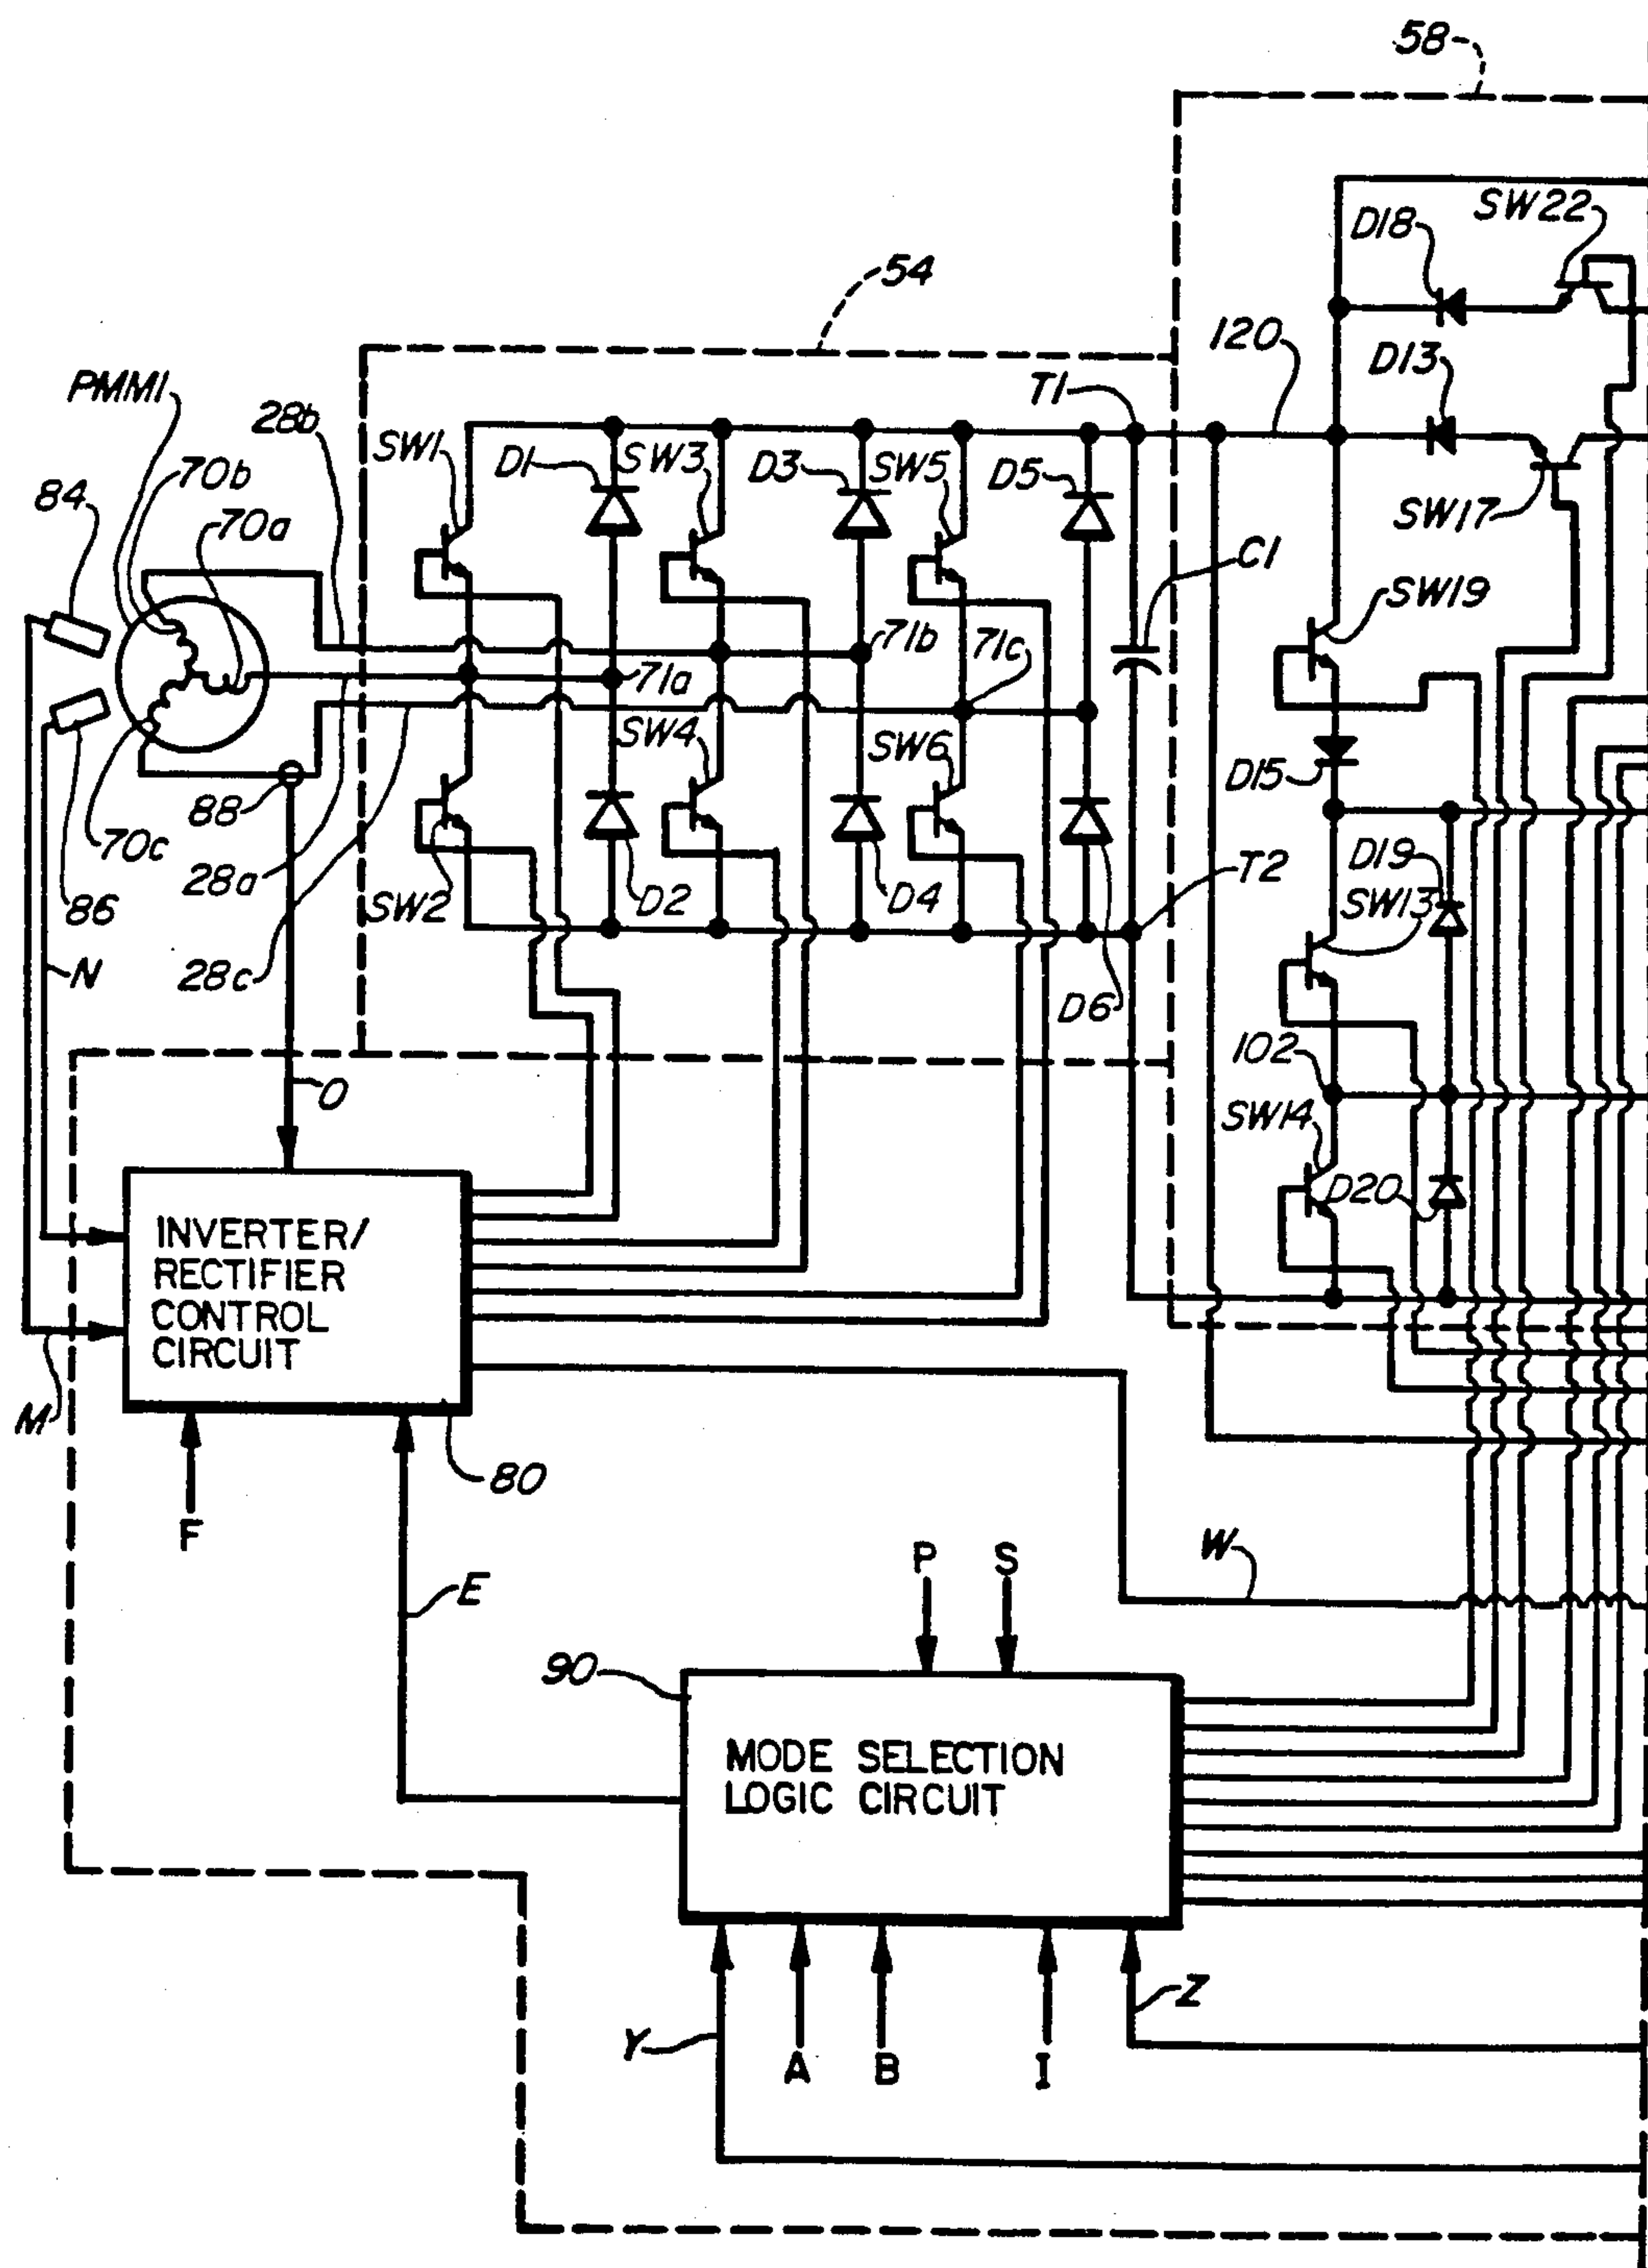 58
SW22
D18
54
120
D13
T1
PMM1
28b
SW1
D1
SW3
D3
SW5
D5
70b
84
70a
SW17
C1
SW19
71b
71c
71a
SW4
SW6
D15
88
70c
28a
T2
D19
86
SW2
D2
D4
SW13
N
28c
D6
102
O
SW14
D20
INVERTER/
RECTIFIER
CONTROL
CIRCUIT
M
80
F
W
P
S
E
90
MODE SELECTION
LOGIC CIRCUIT
Z
Y
A
B
I